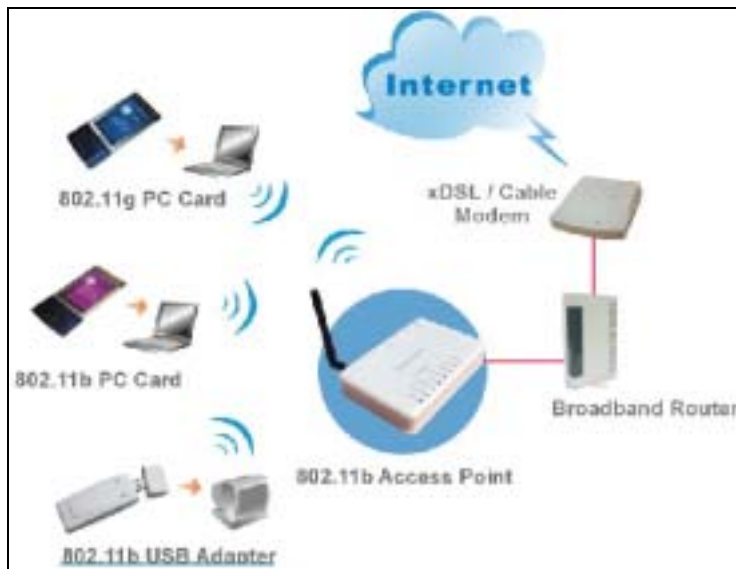 Internet
802.11g PC Card
xDSL / Cable
Modem
802.11b PC Card
Broadband Router
802.11b Access Point
802.11b USB Adapter